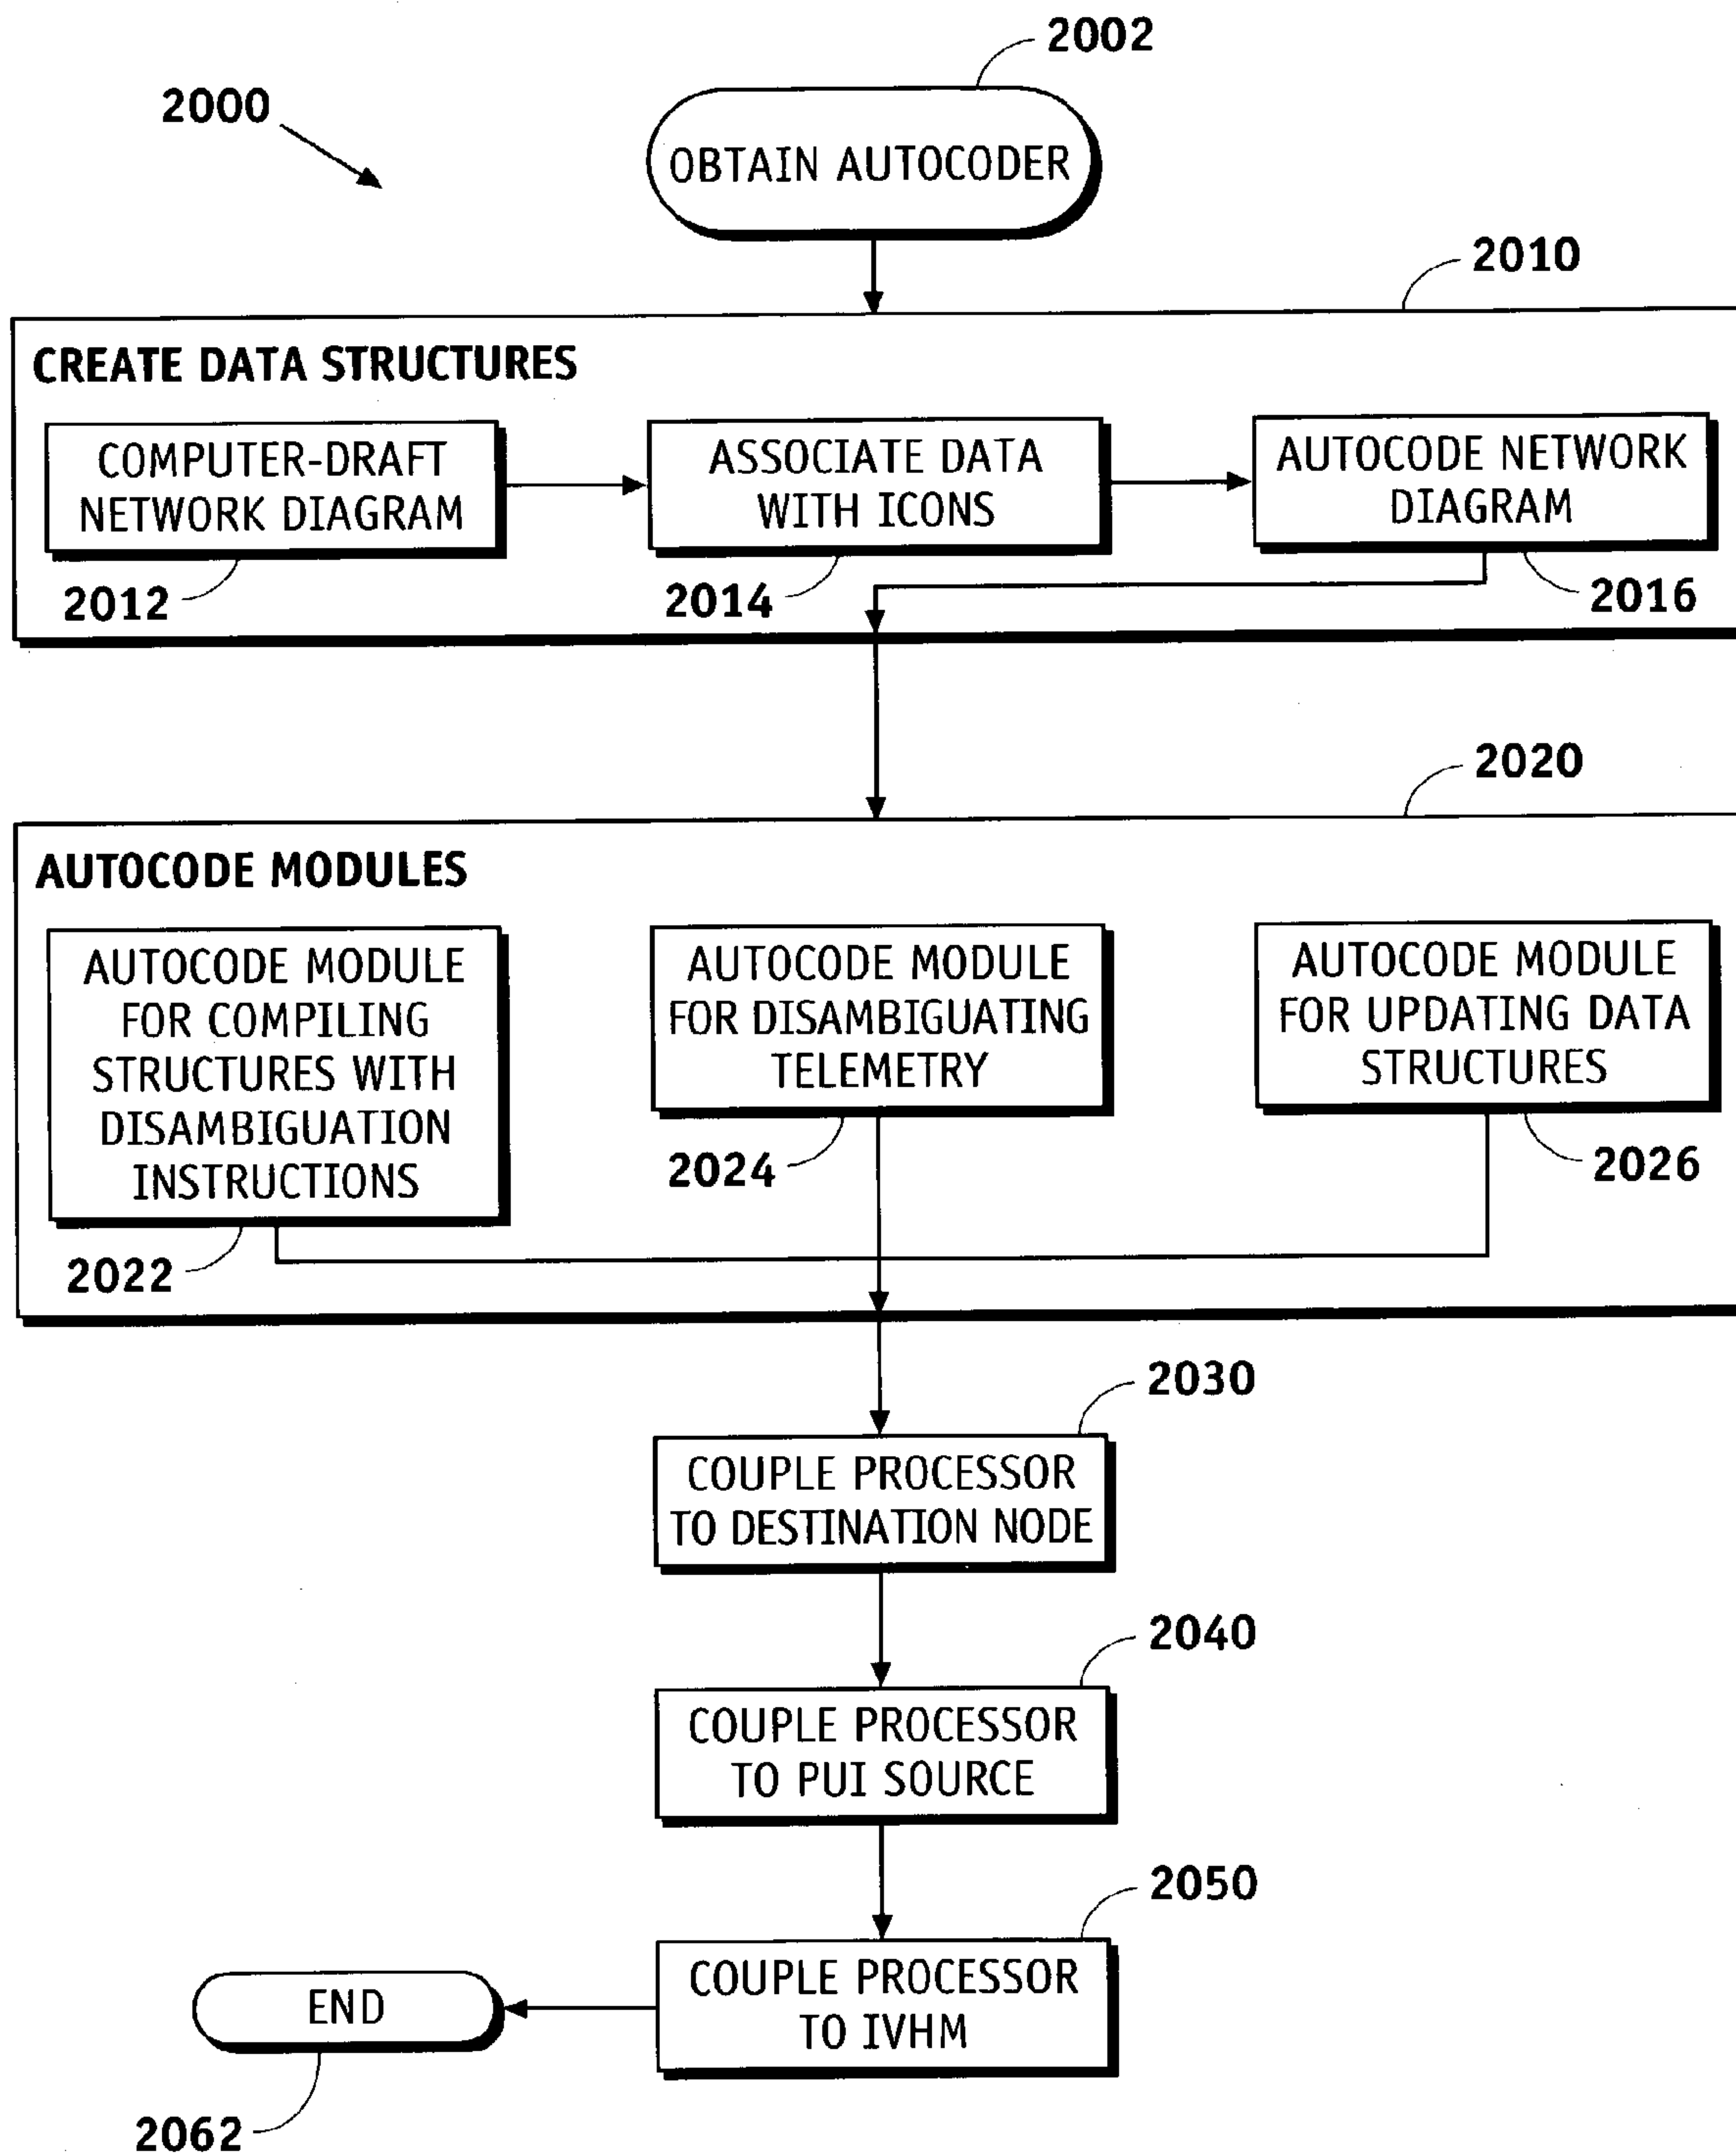 2002
2000
OBTAIN AUTOCODER
2010
CREATE DATA STRUCTURES
COMPUTER-DRAFT
NETWORK DIAGRAM
ASSOCIATE DATA
WITH ICONS
AUTOCODE NETWORK
DIAGRAM
2012
2014
2016
2020
AUTOCODE MODULES
AUTOCODE MODULE
FOR COMPILING
STRUCTURES WITH
DISAMBIGUATION
INSTRUCTIONS
AUTOCODE MODULE
FOR DISAMBIGUATING
TELEMETRY
AUTOCODE MODULE
FOR UPDATING DATA
STRUCTURES
2022
2024
2026
2030
COUPLE PROCESSOR
TO DESTINATION NODE
2040
COUPLE PROCESSOR
TO PUI SOURCE
2050
COUPLE PROCESSOR
TO IVHM
END
2062